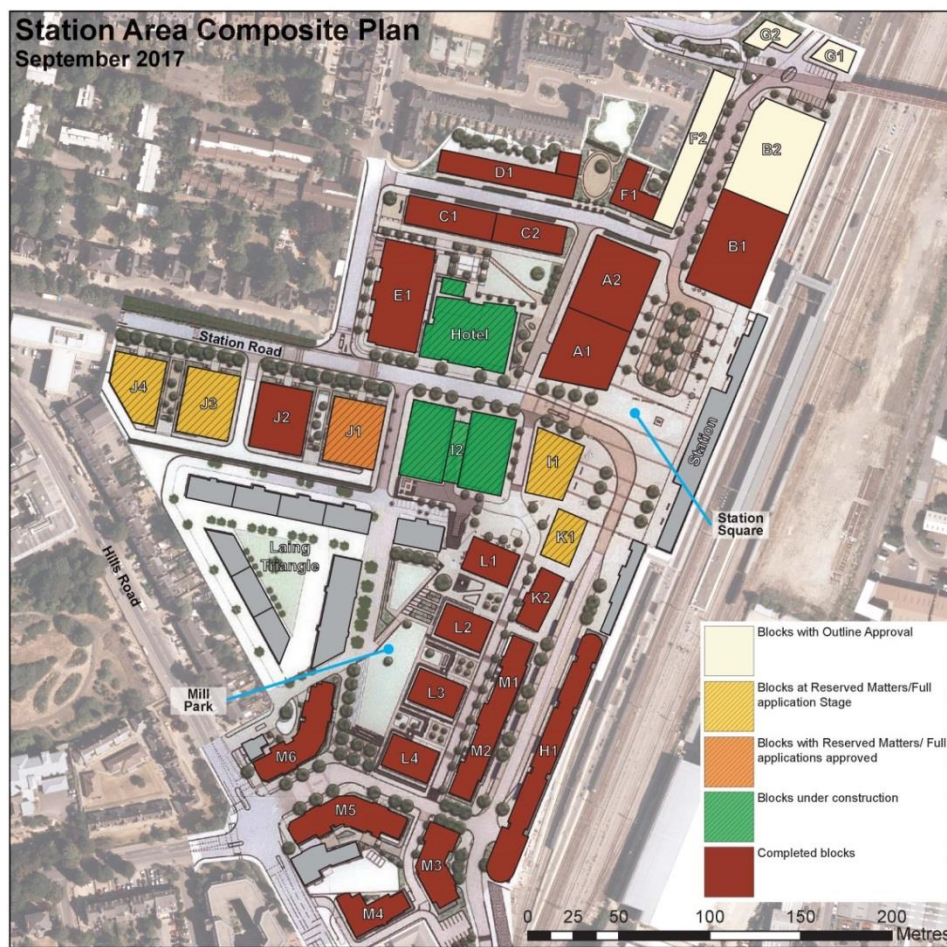 Station Area Composite Plan
September 2017
G2
G1
F2
B2
D1
F1
C1
C2
B1
A2
E1
Hotel
A1
Station Road
J4
J3
J2
J1
I2
I1
Station
Station
Square
K1
Laing
Triangle
Hills Road
L1
K2
L2
Mill
Park
L3
M1
M2
H1
L4
M6
M5
M3
M4
Blocks with Outline Approval
Blocks at Reserved Matters/Full
application Stage
Blocks with Reserved Matters/ Full
applications approved
Blocks under construction
Completed blocks
0 25 50 100 150 200
Metres